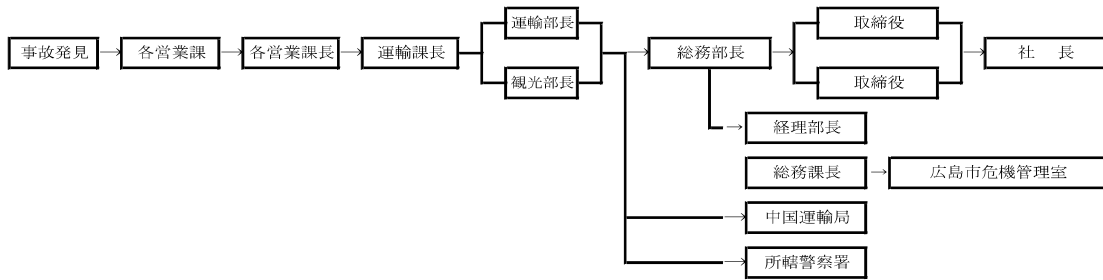 事故発見
各営業課
各営業課長
運輸課長
運輸部長
観光部長
総務部長
取締役
取締役
社　長
経理部長
総務課長
広島市危機管理室
中国運輸局
所轄警察署